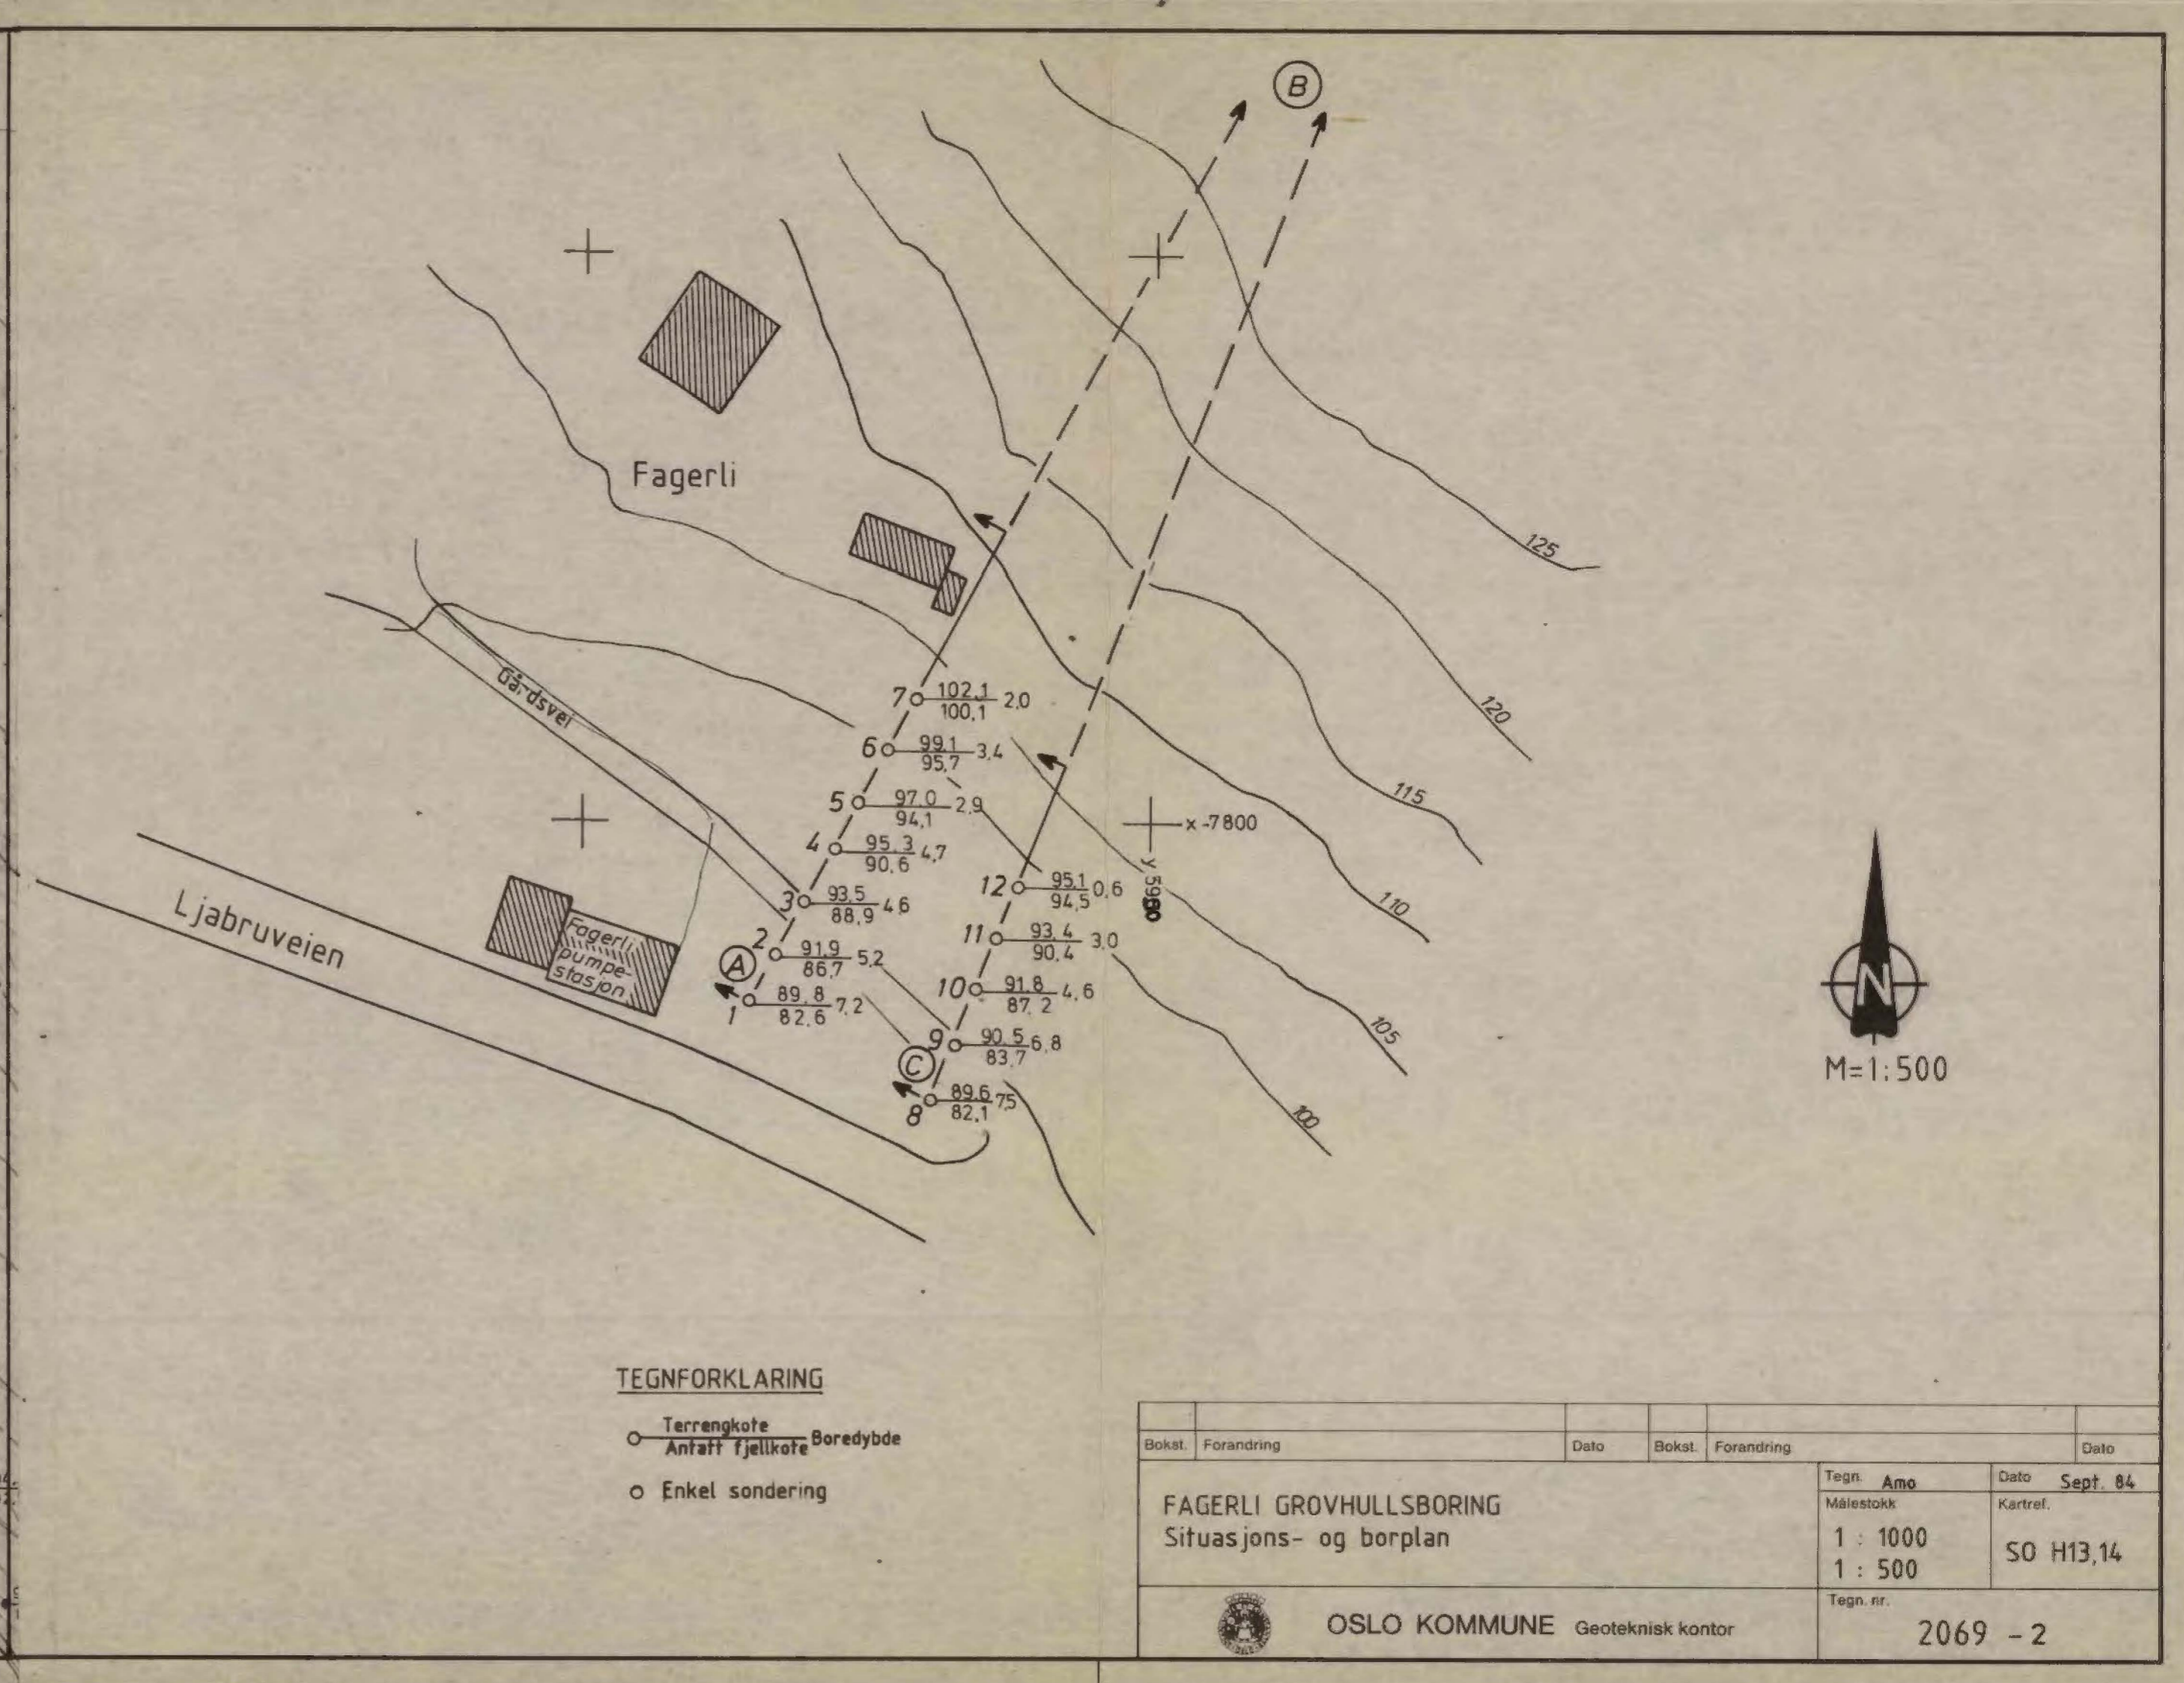 B
Fagerli
125
120
115
110
105
100
Gårdsvei
Ljabruveien
Fagerli
pumpe-
stasjon
7 102,1 2,0
100,1
6 99,1 3,4
95,7
5 97,0 2,9
94,1
4 95,3 4,7
90,6
3 93,5 4,6
88,9
2 91,9 5,2
86,7
A
1 89,8 7,2
82,6
x -7800
y 5900
12 95,1 0,6
94,5
11 93,4 3,0
90,4
10 91,8 4,6
87,2
9 90,5 6,8
83,7
C
8 89,6 7,5
82,1
N
M=1:500
TEGNFORKLARING
Terrengkote
Antatt fjellkote Boredybde
Enkel sondering
Bokst. Forandring Dato Bokst. Forandring Dato
FAGERLI GROVHULLSBORING
Situasjons- og borplan
Tegn. Amo
Dato Sept. 84
Målestokk
1 : 1000
1 : 500
Kartref.
SO H13,14
OSLO KOMMUNE Geoteknisk kontor
Tegn. nr.
2069 - 2